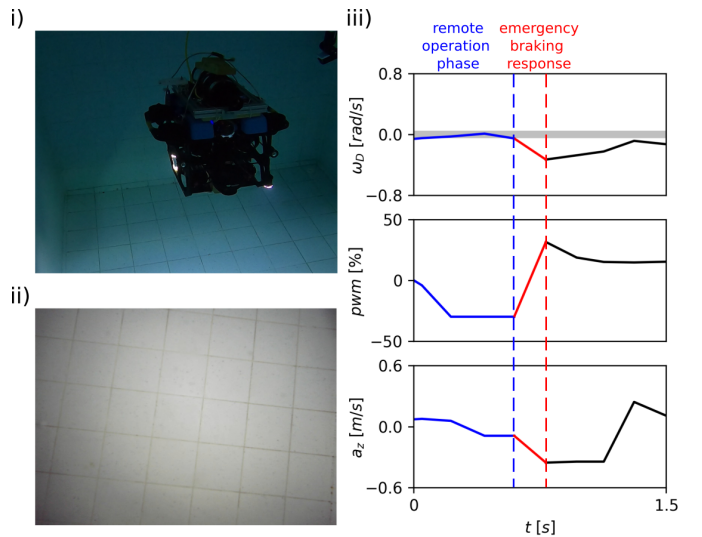 i)
ii)
iii)
remote
operation
phase
emergency
braking
response
0.8
0.0
−0.8
ω_D [rad/s]
50
0
−50
pwm [%]
0.6
0.0
−0.6
a_z [m/s]
0
1.5
t [s]